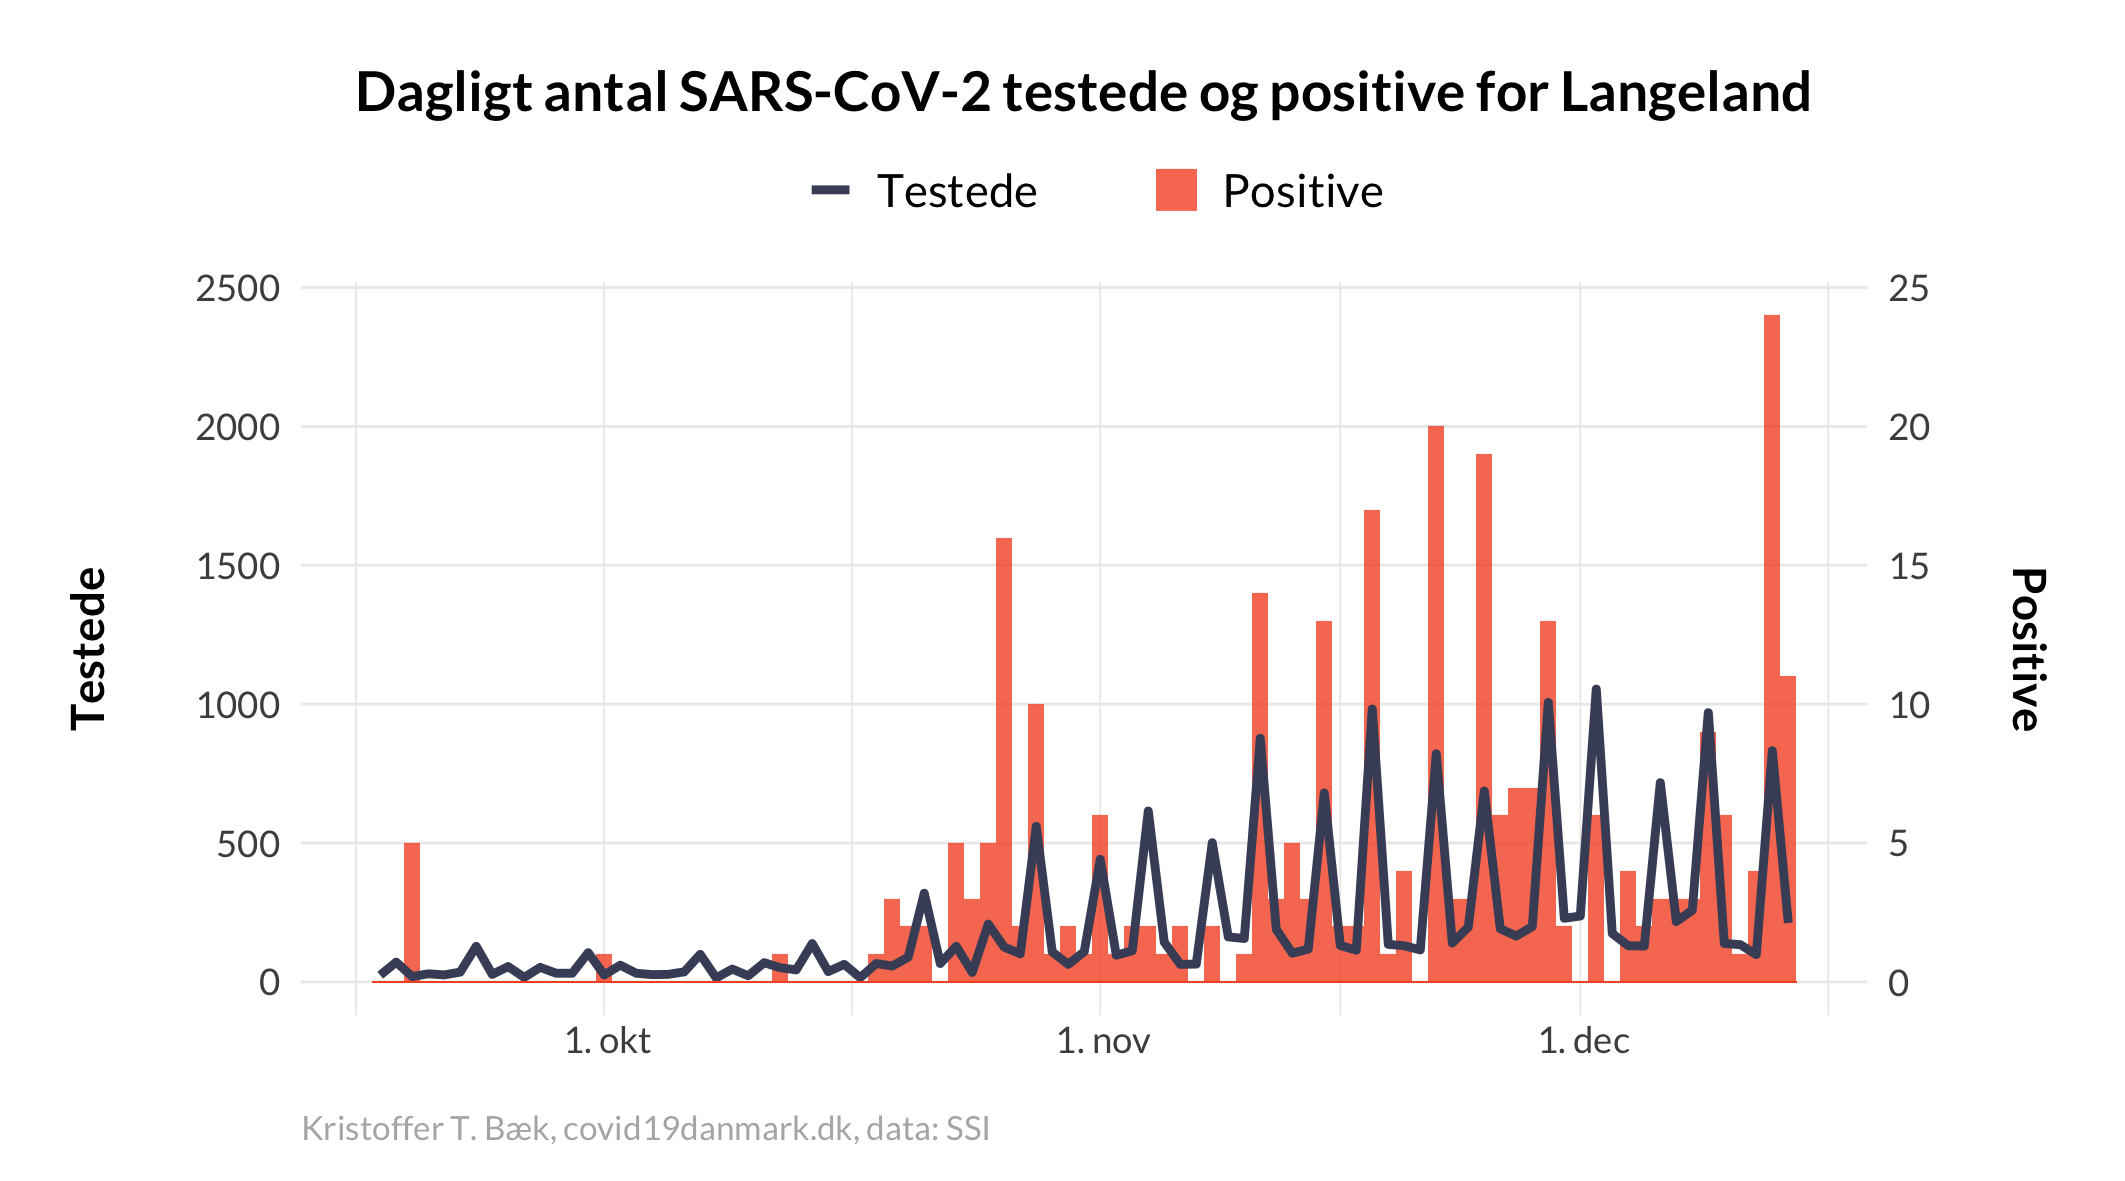 Dagligt antal SARS-CoV-2 testede og positive for Langeland
Testede Positive
2500 25
2000 20
1500 15
1000 10
500 5
0 0
Testede
Positive
1. okt 1. nov 1. dec
Kristoffer T. Bæk, covid19danmark.dk, data: SSI